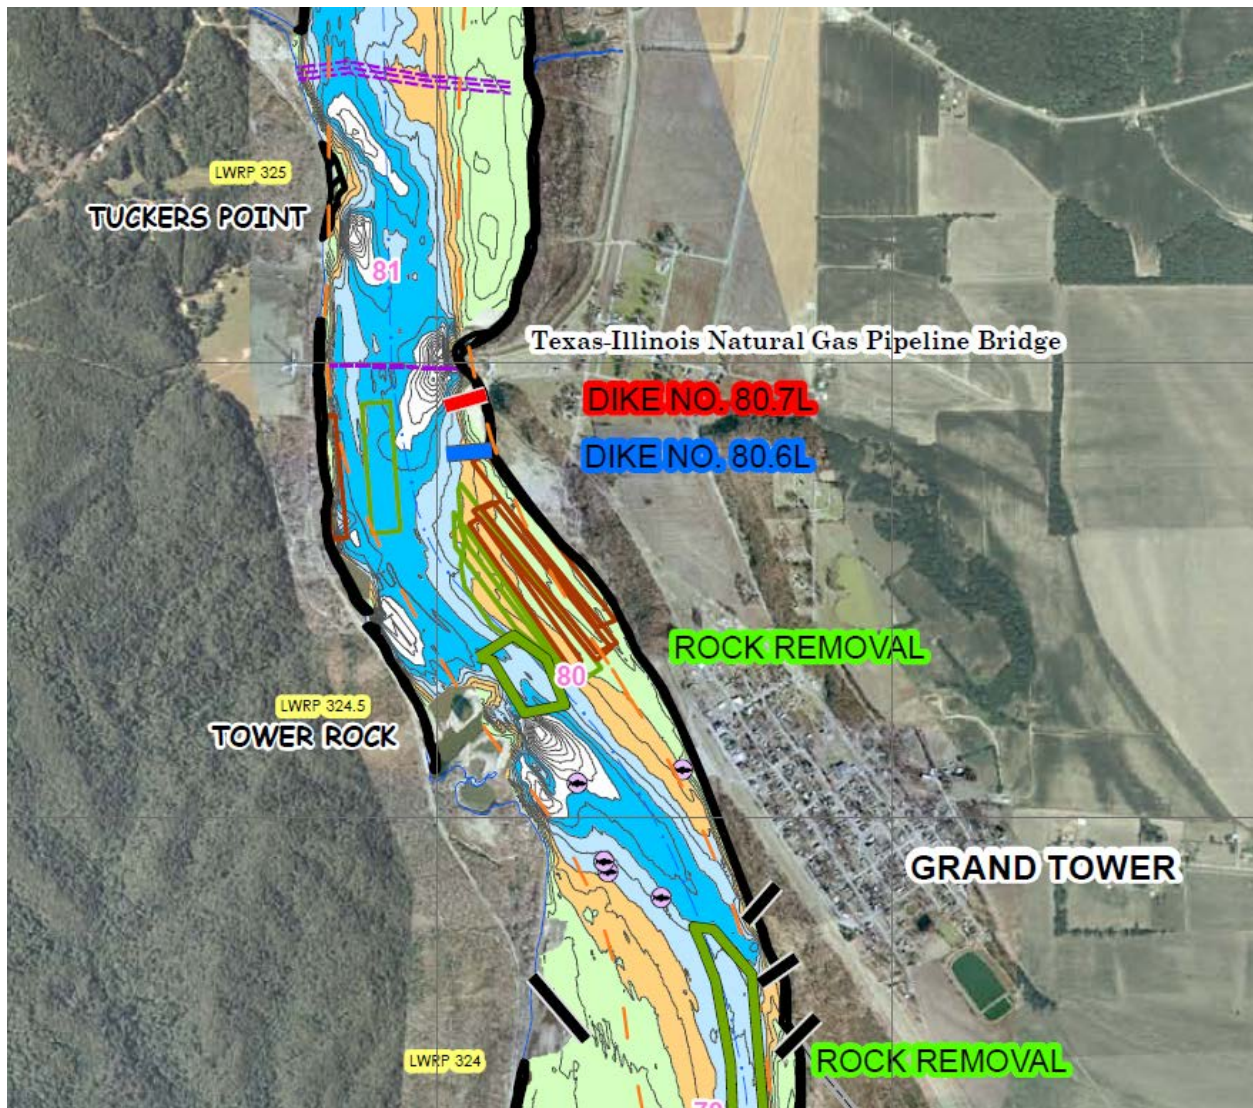 LWRP 325
TUCKERS POINT
81
Texas-Illinois Natural Gas Pipeline Bridge
DIKE NO. 80.7L
DIKE NO. 80.6L
ROCK REMOVAL
80
LWRP 324.5
TOWER ROCK
GRAND TOWER
LWRP 324
ROCK REMOVAL
79